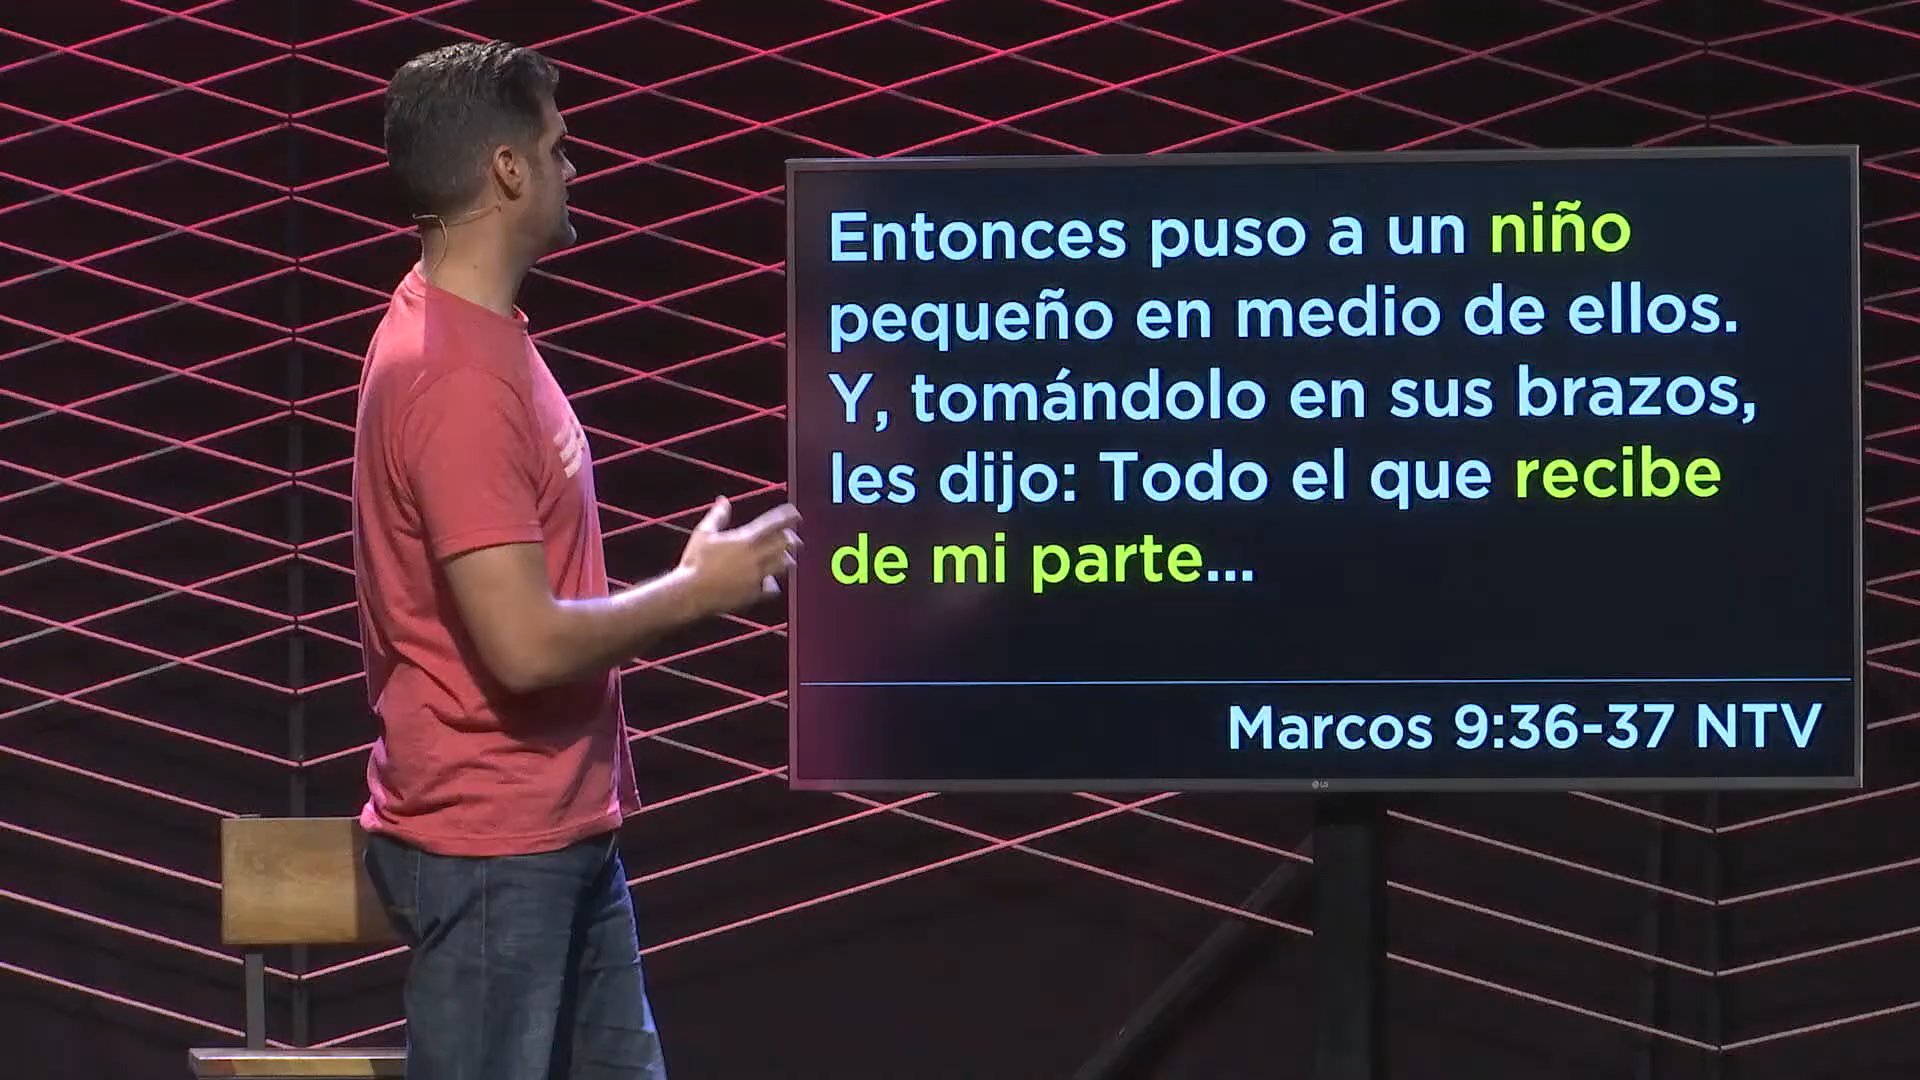 Entonces puso a un niño
pequeño en medio de ellos.
Y, tomándolo en sus brazos,
les dijo: Todo el que recibe
de mi parte...
Marcos 9:36-37 NTV
LG